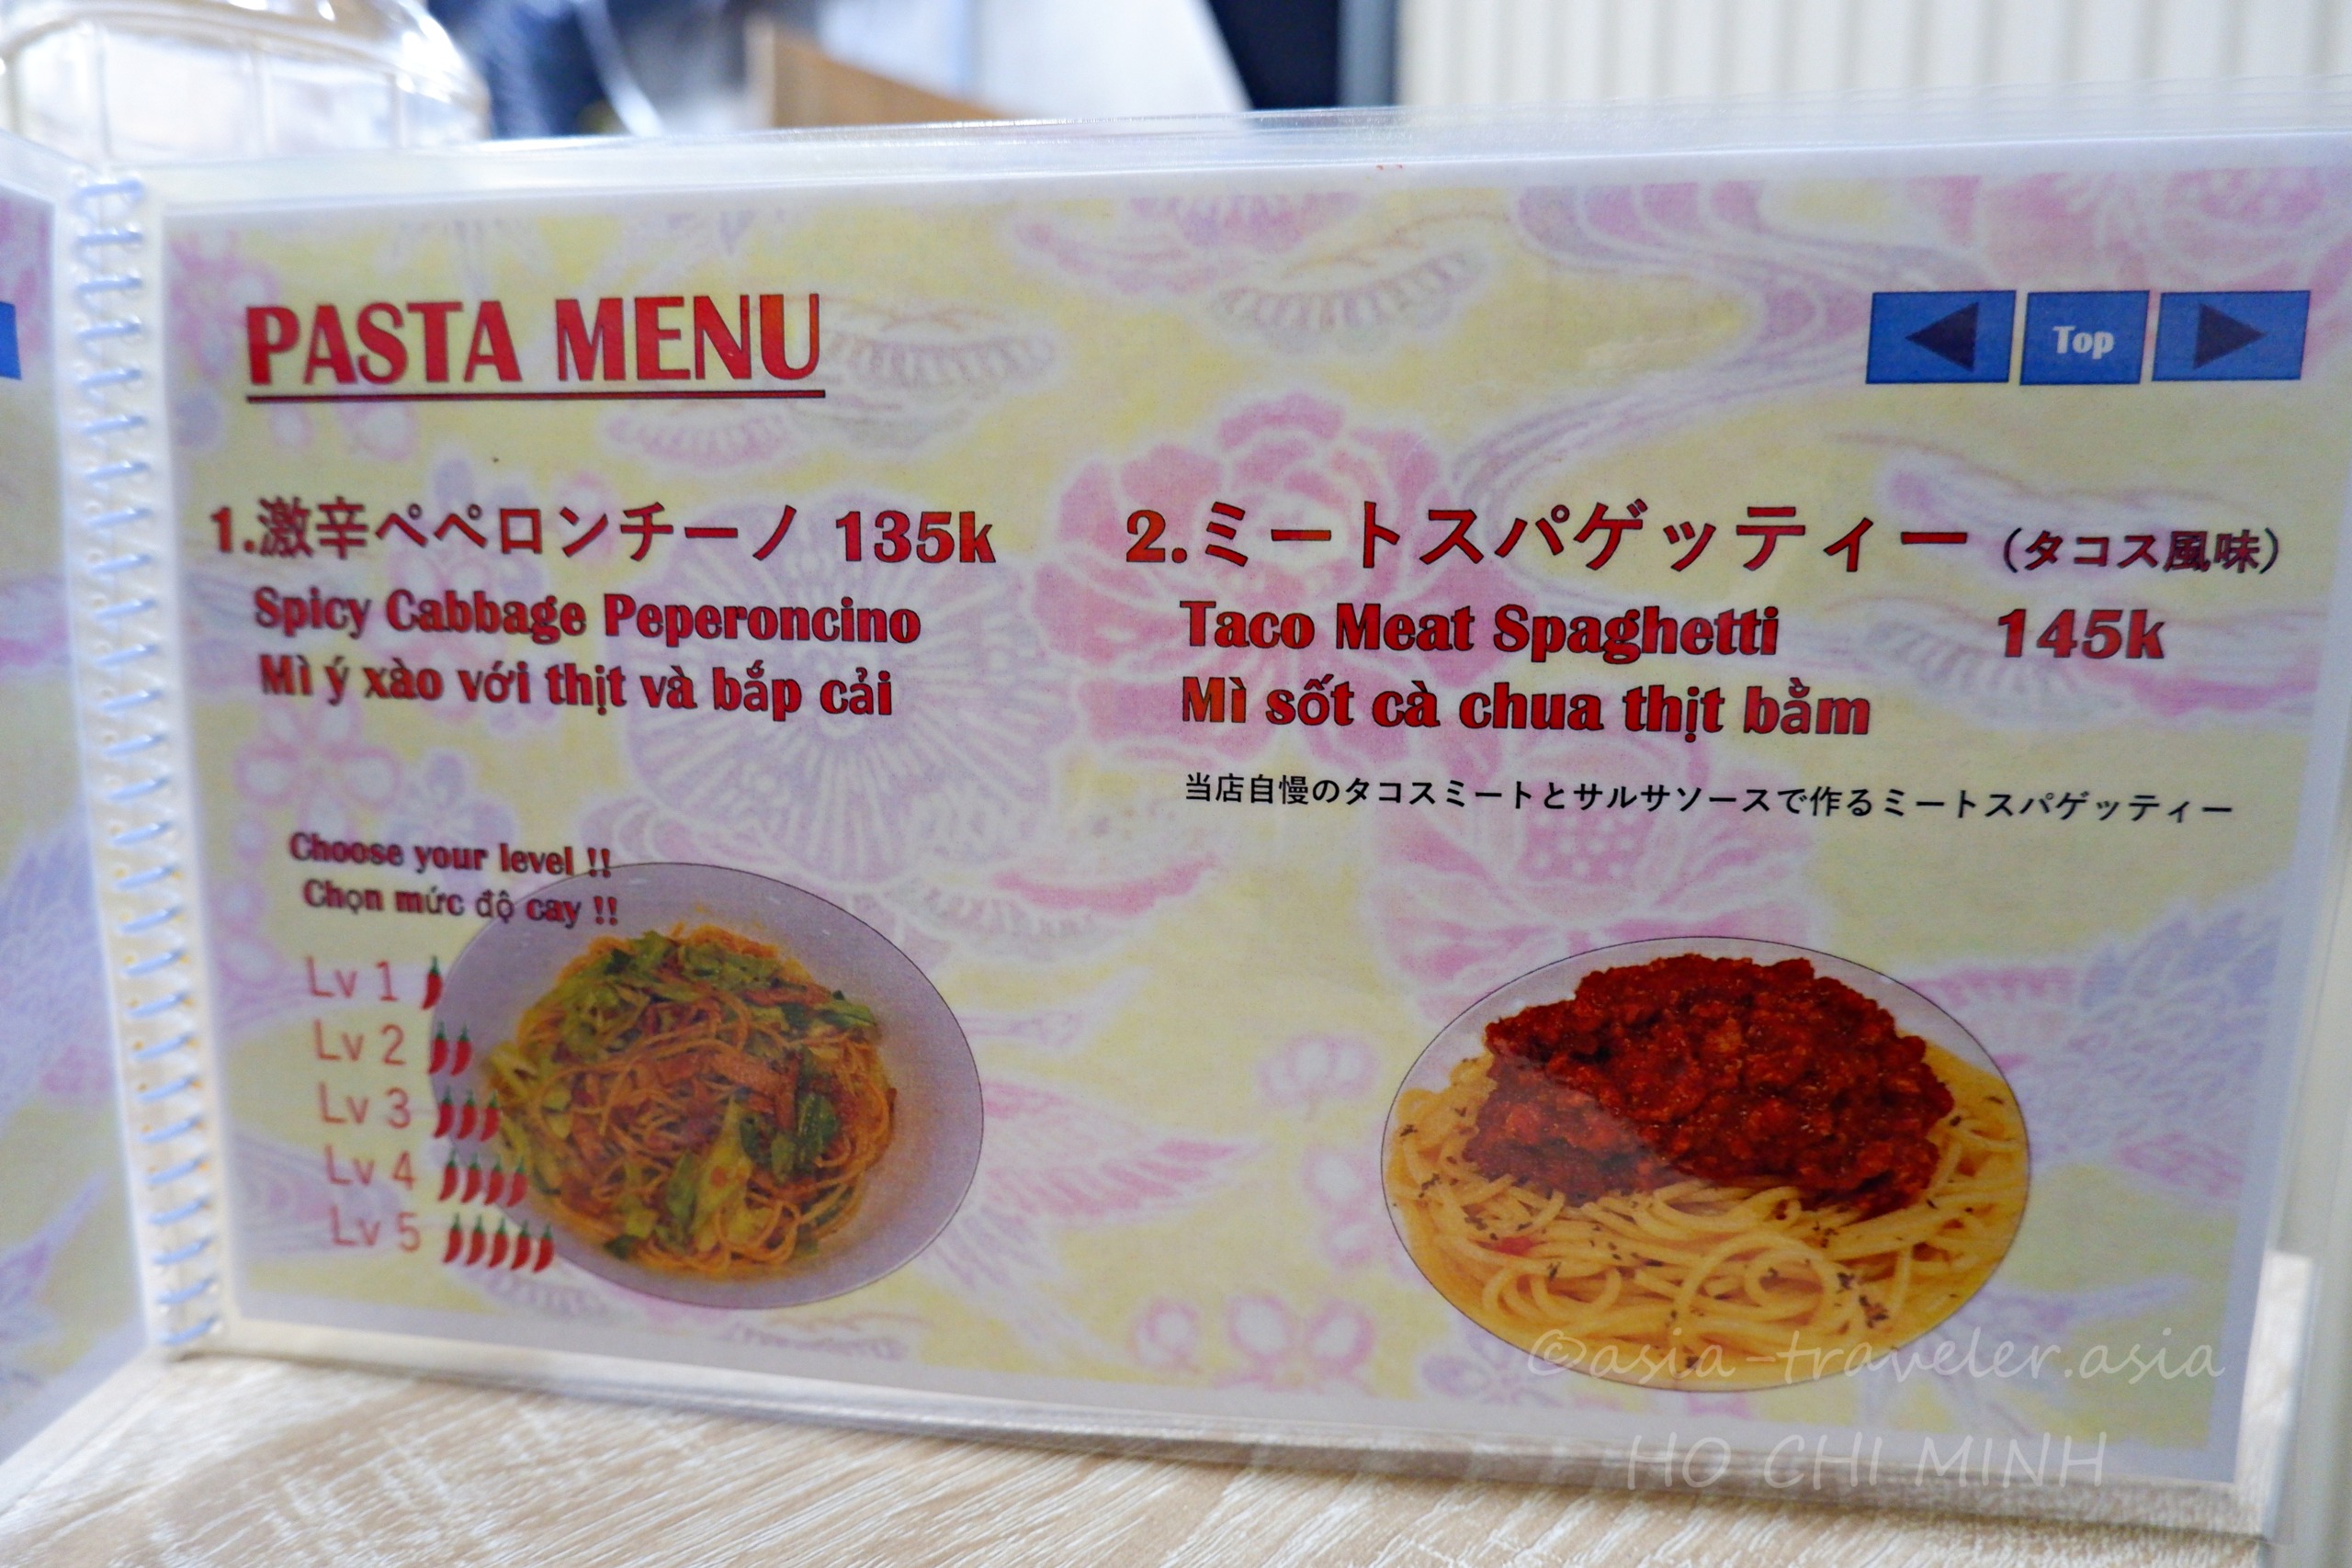 PASTA MENU
Top
1.激辛ペペロンチーノ 135k
Spicy Cabbage Peperoncino
Mì ý xào với thịt và bắp cải
Choose your level !!
Chọn mức độ cay !!
Lv 1
Lv 2
Lv 3
Lv 4
Lv 5
2.ミートスパゲッティー (タコス風味)
Taco Meat Spaghetti 145k
Mì sốt cà chua thịt bằm
当店自慢のタコスミートとサルサソースで作るミートスパゲッティー
©asia-traveler.asia
HO CHI MINH